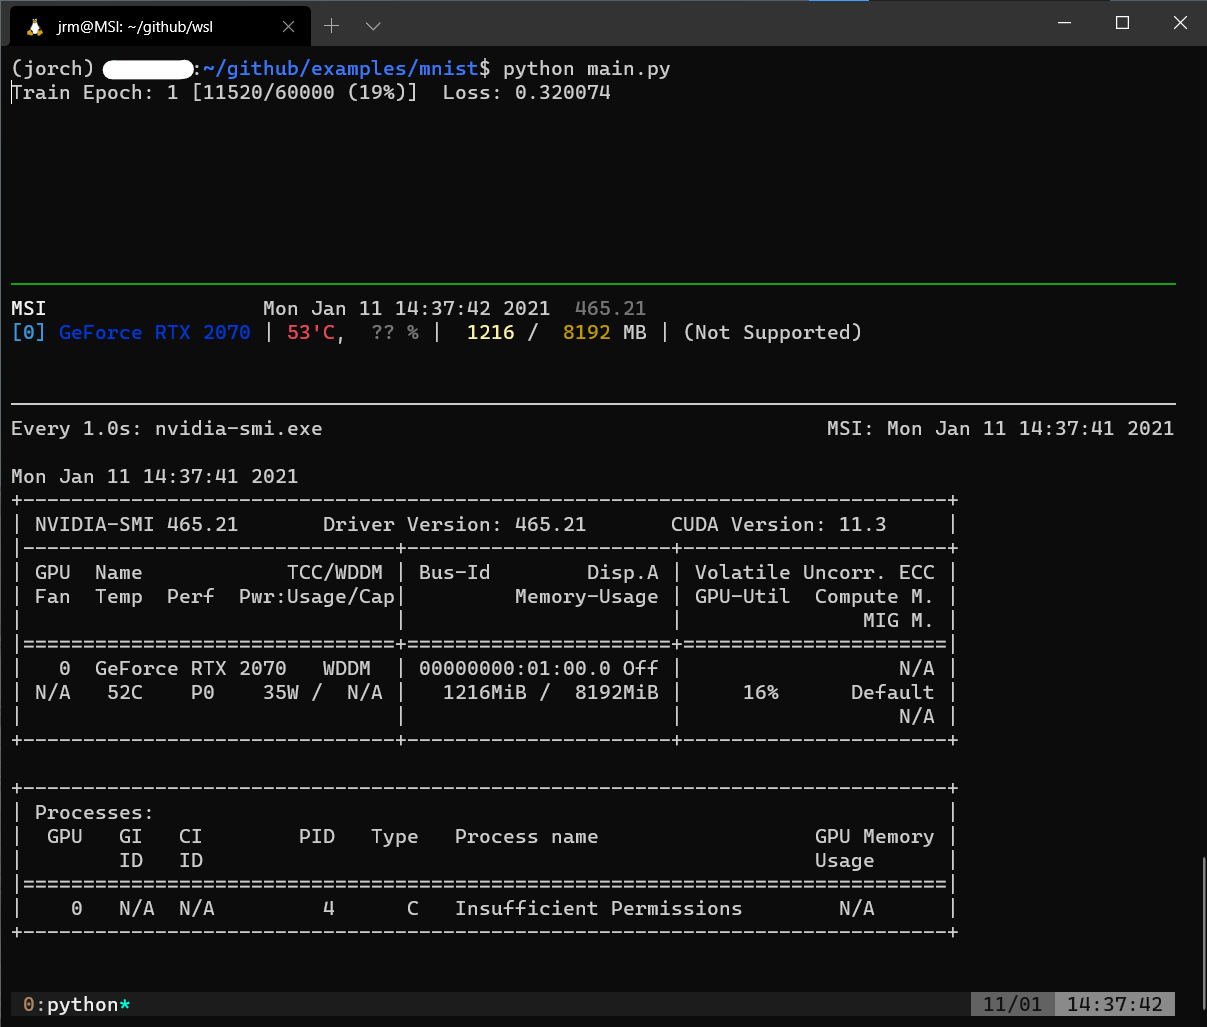 jrm@MSI: ~/github/wsl
(jorch) :~/github/examples/mnist$ python main.py
Train Epoch: 1 [11520/60000 (19%)]  Loss: 0.320074
MSI                  Mon Jan 11 14:37:42 2021  465.21
[0] GeForce RTX 2070 | 53'C,  ?? % |  1216 /  8192 MB | (Not Supported)
Every 1.0s: nvidia-smi.exe                                          MSI: Mon Jan 11 14:37:41 2021
Mon Jan 11 14:37:41 2021
+-----------------------------------------------------------------------------+
| NVIDIA-SMI 465.21       Driver Version: 465.21       CUDA Version: 11.3     |
|-------------------------------+----------------------+----------------------+
| GPU  Name            TCC/WDDM | Bus-Id        Disp.A | Volatile Uncorr. ECC |
| Fan  Temp  Perf  Pwr:Usage/Cap|         Memory-Usage | GPU-Util  Compute M. |
|                               |                      |               MIG M. |
|===============================+======================+======================|
|   0  GeForce RTX 2070   WDDM  | 00000000:01:00.0 Off |                  N/A |
| N/A   52C    P0    35W /  N/A |   1216MiB /  8192MiB |     16%      Default |
|                               |                      |                  N/A |
+-------------------------------+----------------------+----------------------+
+-----------------------------------------------------------------------------+
| Processes:                                                                  |
|  GPU   GI   CI        PID   Type   Process name                  GPU Memory |
|        ID   ID                                                   Usage      |
|=============================================================================|
|    0   N/A  N/A         4      C   Insufficient Permissions        N/A      |
+-----------------------------------------------------------------------------+
0:python* 11/01 14:37:42